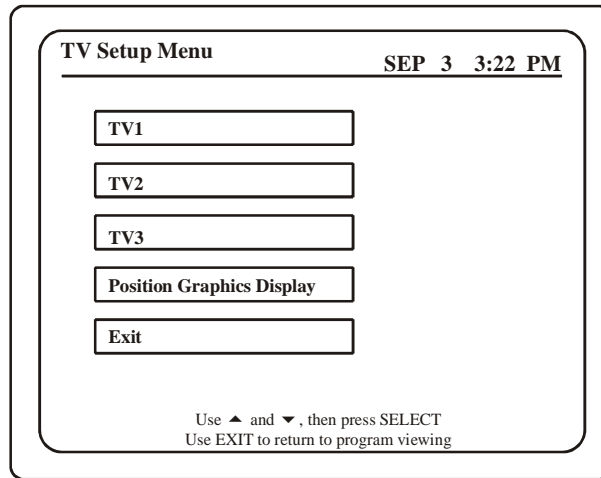 TV Setup Menu
SEP 3 3:22 PM
TV1
TV2
TV3
Position Graphics Display
Exit
Use ▲ and ▼, then press SELECT
Use EXIT to return to program viewing